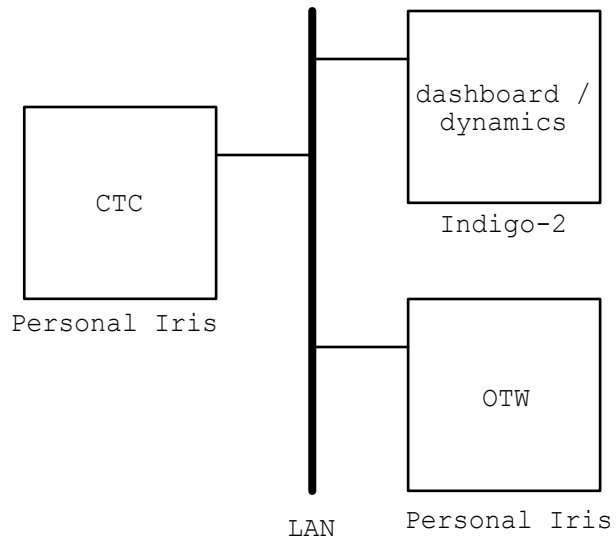 dashboard /
dynamics
CTC
Indigo-2
Personal Iris
OTW
LAN
Personal Iris